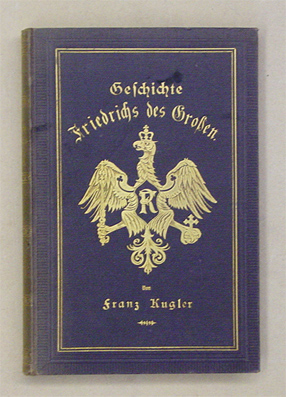 Geschichte
Friedrichs des Großen.
R
Von
Franz Kugler